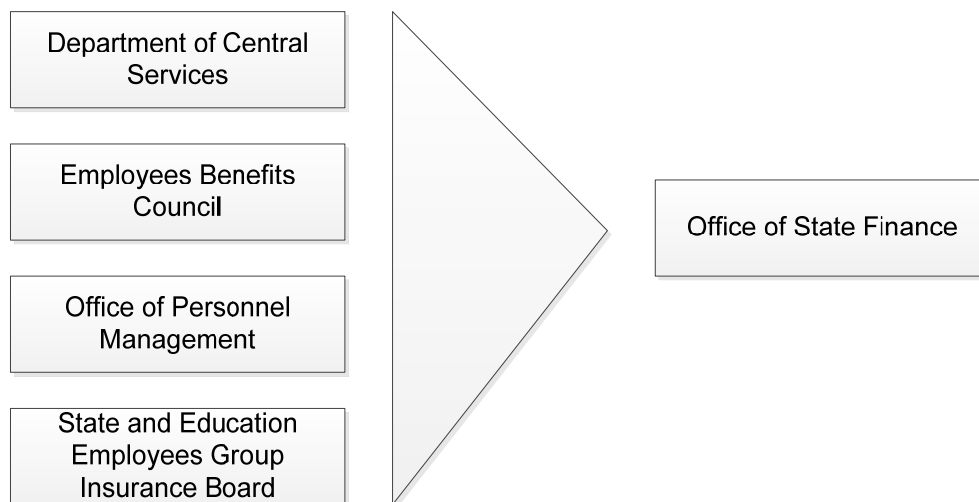 Department of Central
Services
Employees Benefits
Council
Office of Personnel
Management
State and Education
Employees Group
Insurance Board
Office of State Finance